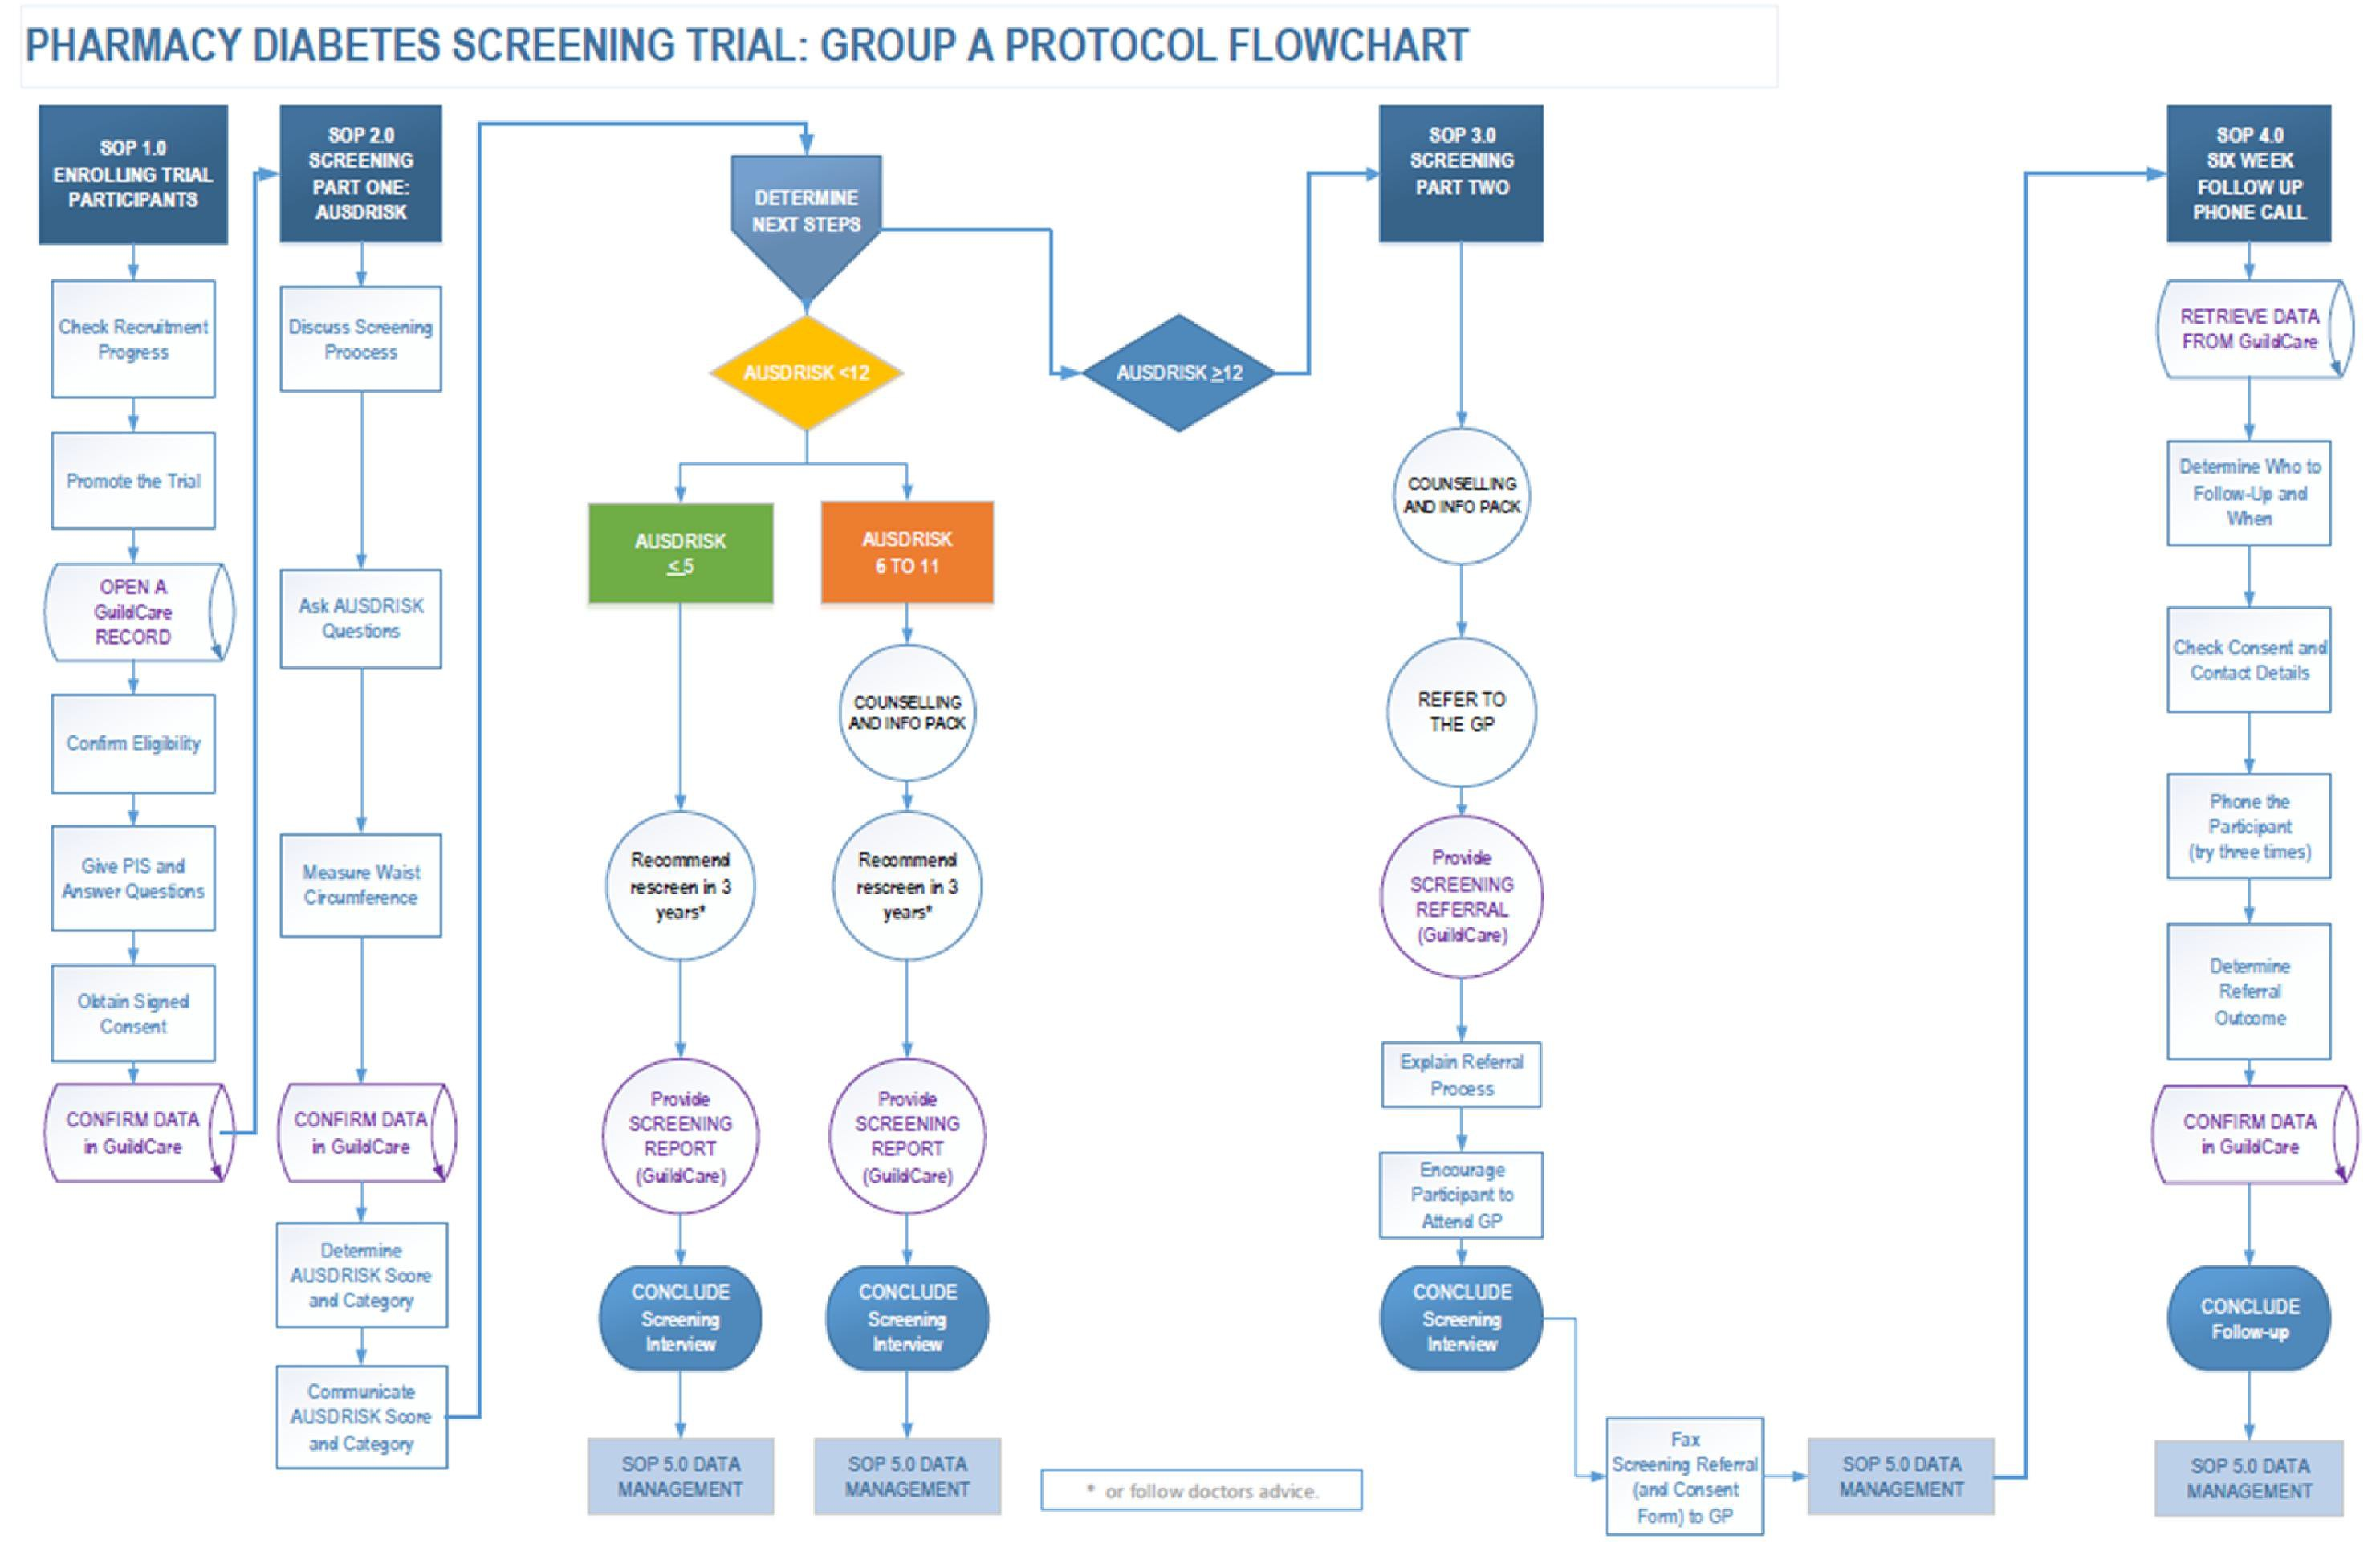 PHARMACY DIABETES SCREENING TRIAL: GROUP A PROTOCOL FLOWCHART
SOP 1.0
ENROLLING TRIAL
PARTICIPANTS
Check Recruitment
Progress
Promote the Trial
OPEN A
GuildCare
RECORD
Confirm Eligibility
Give PIS and
Answer Questions
Obtain Signed
Consent
CONFIRM DATA
in GuildCare
SOP 2.0
SCREENING
PART ONE:
AUSDRISK
Discuss Screening
Proocess
Ask AUSDRISK
Questions
Measure Waist
Circumference
CONFIRM DATA
in GuildCare
Determine
AUSDRISK Score
and Category
Communicate
AUSDRISK Score
and Category
DETERMINE
NEXT STEPS
AUSDRISK <12
AUSDRISK ≥12
AUSDRISK
≤ 5
Recommend
rescreen in 3
years*
Provide
SCREENING
REPORT
(GuildCare)
CONCLUDE
Screening
Interview
SOP 5.0 DATA
MANAGEMENT
AUSDRISK
6 TO 11
COUNSELLING
AND INFO PACK
Recommend
rescreen in 3
years*
Provide
SCREENING
REPORT
(GuildCare)
CONCLUDE
Screening
Interview
SOP 5.0 DATA
MANAGEMENT
* or follow doctors advice.
SOP 3.0
SCREENING
PART TWO
COUNSELLING
AND INFO PACK
REFER TO
THE GP
Provide
SCREENING
REFERRAL
(GuildCare)
Explain Referral
Process
Encourage
Participant to
Attend GP
CONCLUDE
Screening
Interview
Fax
Screening Referral
(and Consent
Form) to GP
SOP 5.0 DATA
MANAGEMENT
SOP 4.0
SIX WEEK
FOLLOW UP
PHONE CALL
RETRIEVE DATA
FROM GuildCare
Determine Who to
Follow-Up and
When
Check Consent and
Contact Details
Phone the
Participant
(try three times)
Determine
Referral
Outcome
CONFIRM DATA
in GuildCare
CONCLUDE
Follow-up
SOP 5.0 DATA
MANAGEMENT